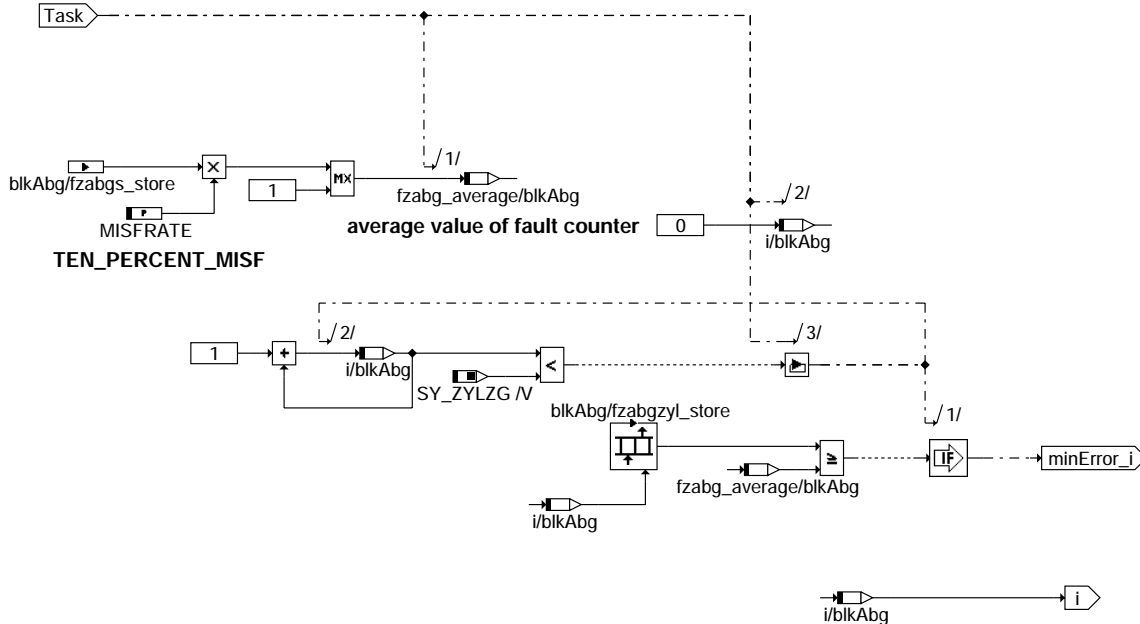 Task
/1/
blkAbg/fzabgs_store
1
MX
fzabg_average/blkAbg
P
MISFRATE
TEN_PERCENT_MISF
average value of fault counter
0
/2/
i/blkAbg
/2/
/3/
1
+
i/blkAbg
SY_ZYLZG /V
<
blkAbg/fzabgzyl_store
/1/
≥
IF
minError_i
fzabg_average/blkAbg
i/blkAbg
i/blkAbg
i